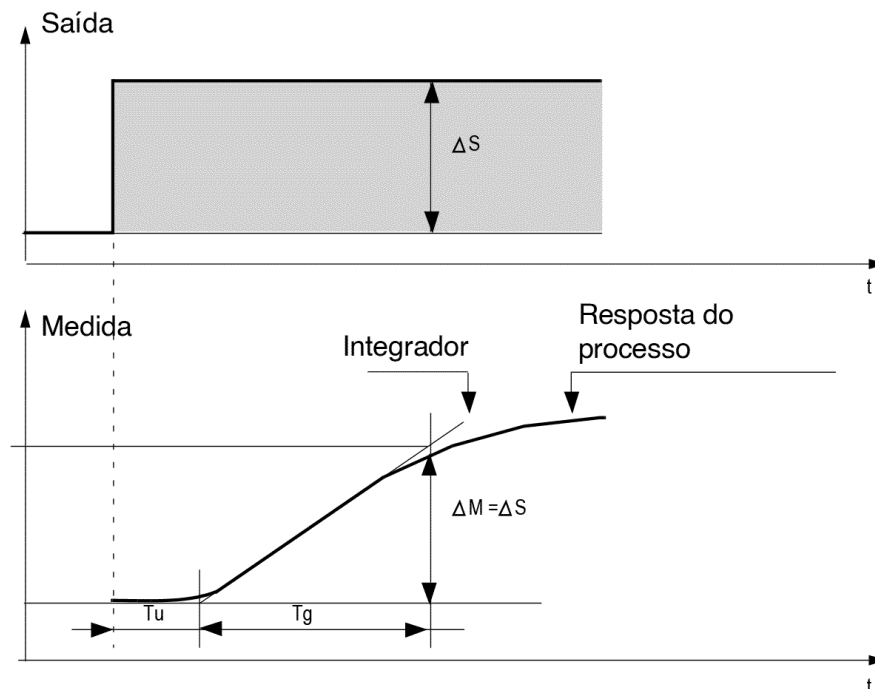 Saída
ΔS
t
Medida
Integrador
Resposta do
processo
ΔM =ΔS
Tu
Tg
t